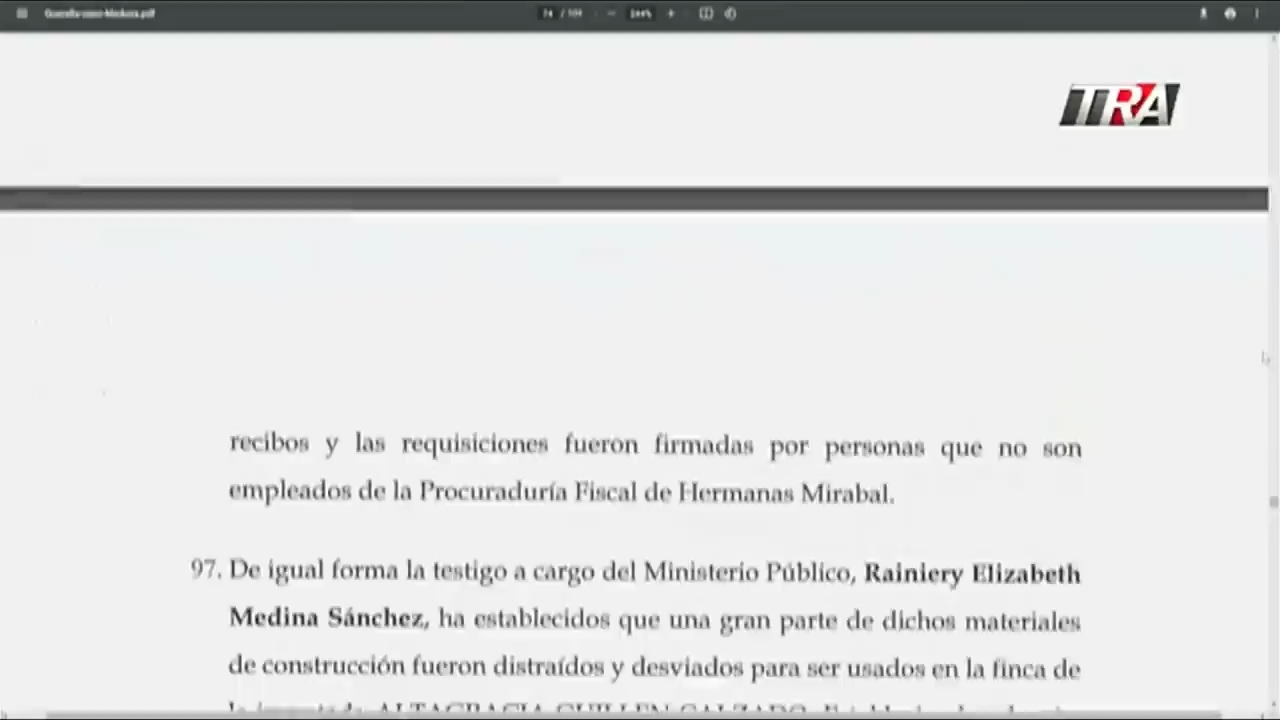 TRA
recibos y las requisiciones fueron firmadas por personas que no son
empleados de la Procuraduría Fiscal de Hermanas Mirabal.
97. De igual forma la testigo a cargo del Ministerio Público, Rainiery Elizabeth
Medina Sánchez, ha establecidos que una gran parte de dichos materiales
de construcción fueron distraídos y desviados para ser usados en la finca de